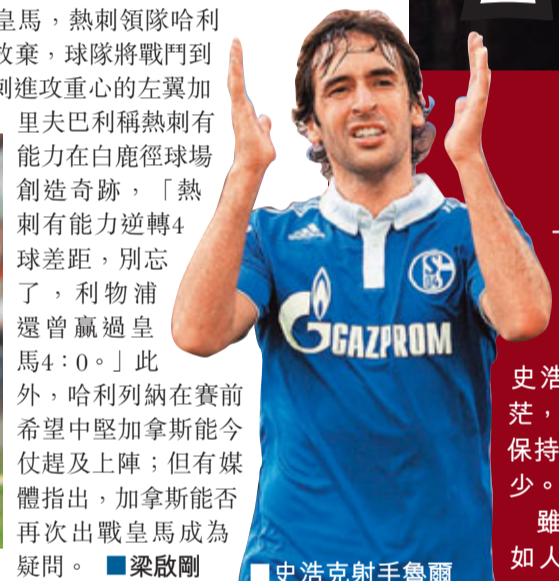 皇馬，熱刺領隊哈利
放棄，球隊將戰鬥到
刺進攻重心的左翼加
里夫巴利稱熱刺有
能力在白鹿徑球場
創造奇跡，「熱
刺有能力逆轉4
球差距，別忘
了，利物浦
還曾贏過皇
馬4：0。」此
外，哈利列納在賽前
希望中堅加拿斯能今
仗趕及上陣；但有媒
體指出，加拿斯能否
再次出戰皇馬成為
疑問。 ■梁啟剛
adidas
S 04
GAZPROM
■史浩克射手魯爾
史浩
茫，
保持
少。
雖
如人